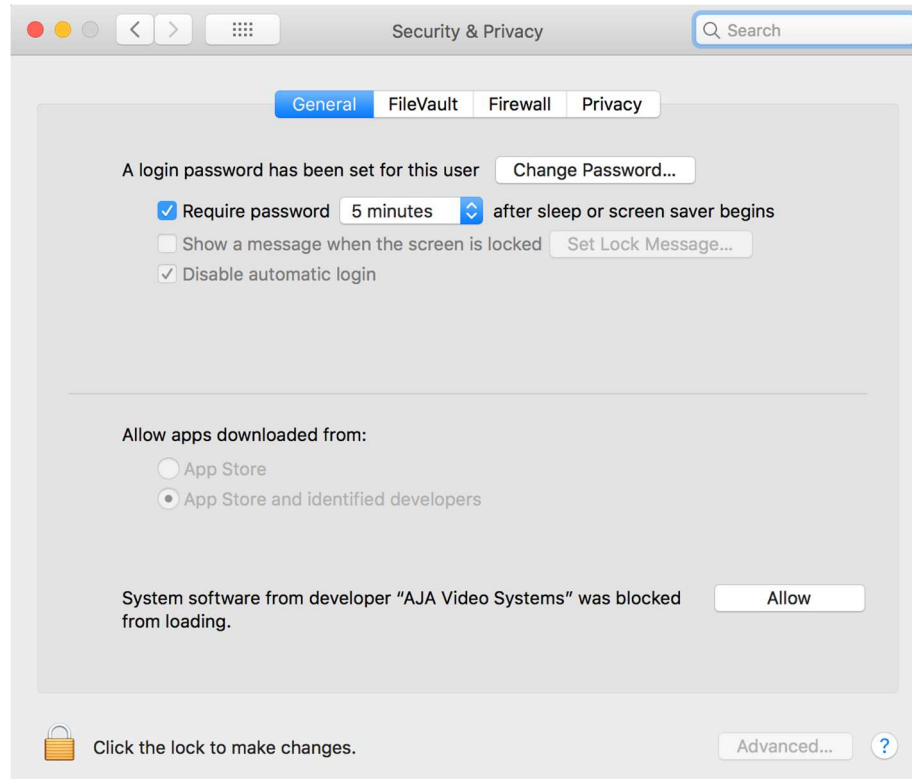 Security & Privacy
Search
General FileVault Firewall Privacy
A login password has been set for this user Change Password...
Require password 5 minutes after sleep or screen saver begins
Show a message when the screen is locked Set Lock Message...
Disable automatic login
Allow apps downloaded from:
App Store
App Store and identified developers
System software from developer “AJA Video Systems” was blocked Allow
from loading.
Click the lock to make changes. Advanced... ?